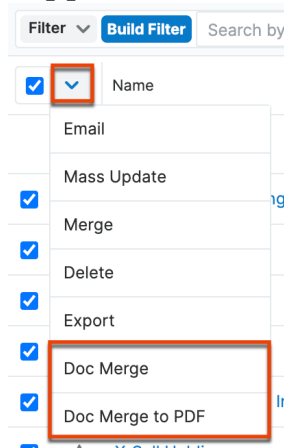 Filter Build Filter Search by
Name
Email
Mass Update
Merge
Delete
Export
Doc Merge
Doc Merge to PDF